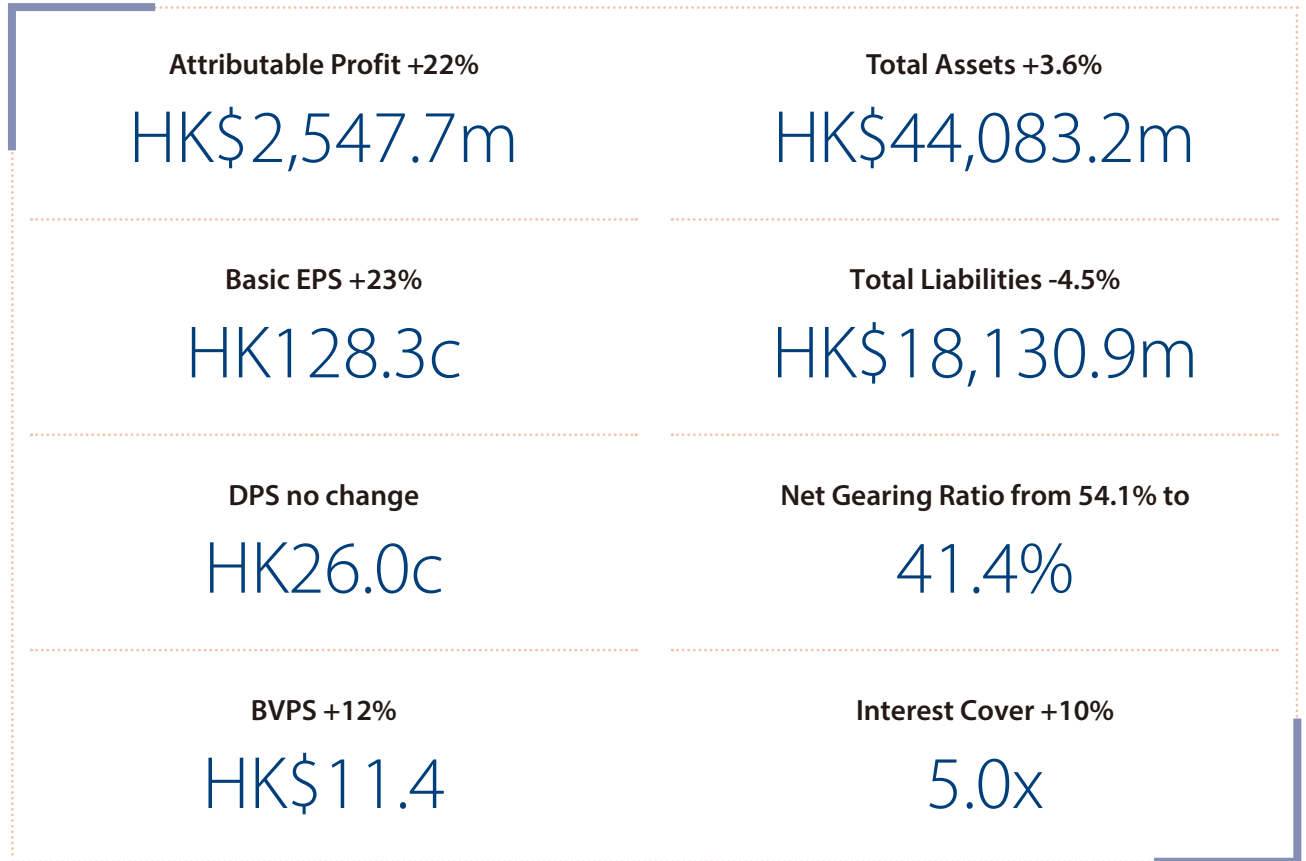 Attributable Profit +22%
HK$2,547.7m
Total Assets +3.6%
HK$44,083.2m
Basic EPS +23%
HK128.3c
Total Liabilities -4.5%
HK$18,130.9m
DPS no change
HK26.0c
Net Gearing Ratio from 54.1% to
41.4%
BVPS +12%
HK$11.4
Interest Cover +10%
5.0x